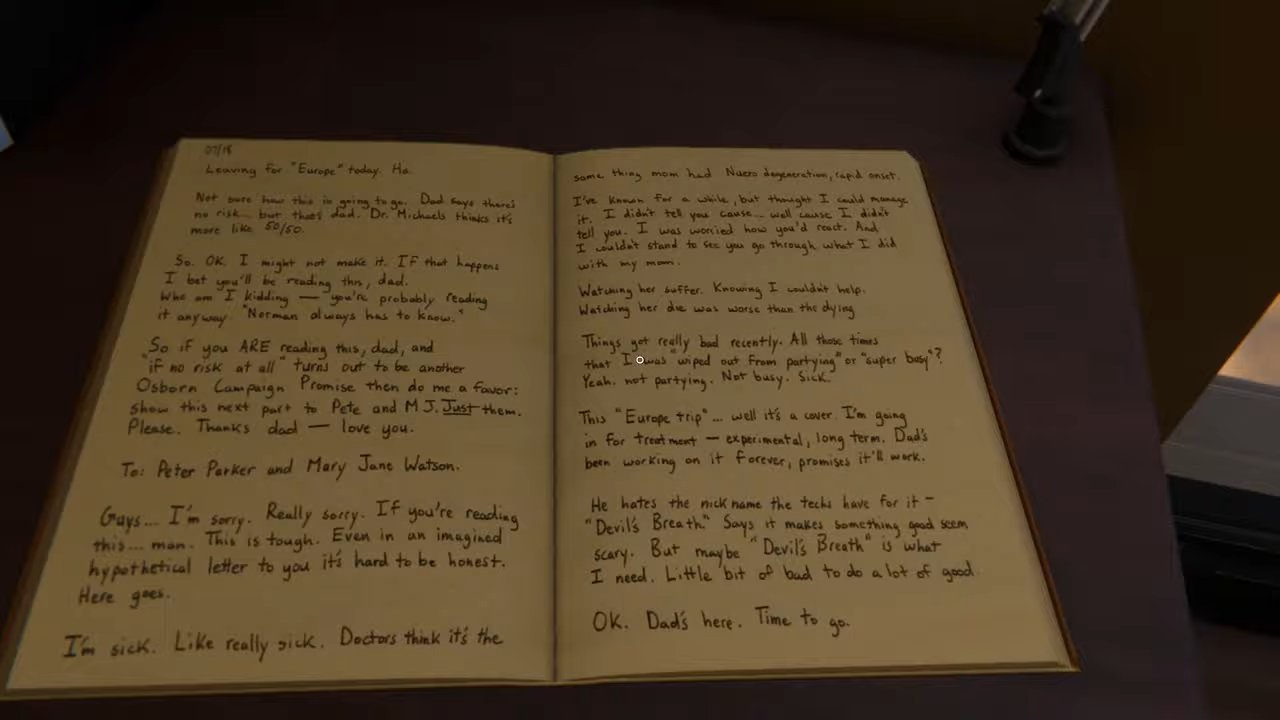 07/18
Leaving for "Europe" today. Ha.
Not sure how this is going to go. Dad says there's
no risk... but that's dad. Dr. Michaels thinks it's
more like 50/50.
So. OK. I might not make it. IF that happens
I bet you'll be reading this, dad.
Who am I kidding — you're probably reading
it anyway. "Norman always has to know."
So if you ARE reading this, dad, and
"if no risk at all" turns out to be another
Osborn Campaign Promise then do me a favor:
show this next part to Pete and MJ. Just them.
Please. Thanks dad — love you.
To: Peter Parker and Mary Jane Watson.
Guys... I'm sorry. Really sorry. If you're reading
this... man. This is tough. Even in an imagined
hypothetical letter to you it's hard to be honest.
Here goes.
I'm sick. Like really sick. Doctors think it's the
same thing mom had Nuero degeneration, rapid onset.
I've known for a while, but thought I could manage
it. I didn't tell you cause... well cause I didn't
tell you. I was worried how you'd react. And
I couldn't stand to see you go through what I did
with my mom.
Watching her suffer. Knowing I couldn't help.
Watching her die was worse than the dying
Things got really bad recently. All those times
that I "was wiped out from partying" or "super busy"?
Yeah. not partying. Not busy. Sick.
This "Europe trip"... well it's a cover. I'm going
in for treatment — experimental, long term. Dad's
been working on it forever, promises it'll work.
He hates the nickname the techs have for it -
"Devil's Breath." Says it makes something good seem
scary. But maybe "Devil's Breath" is what
I need. Little bit of bad to do a lot of good.
OK. Dad's here. Time to go.